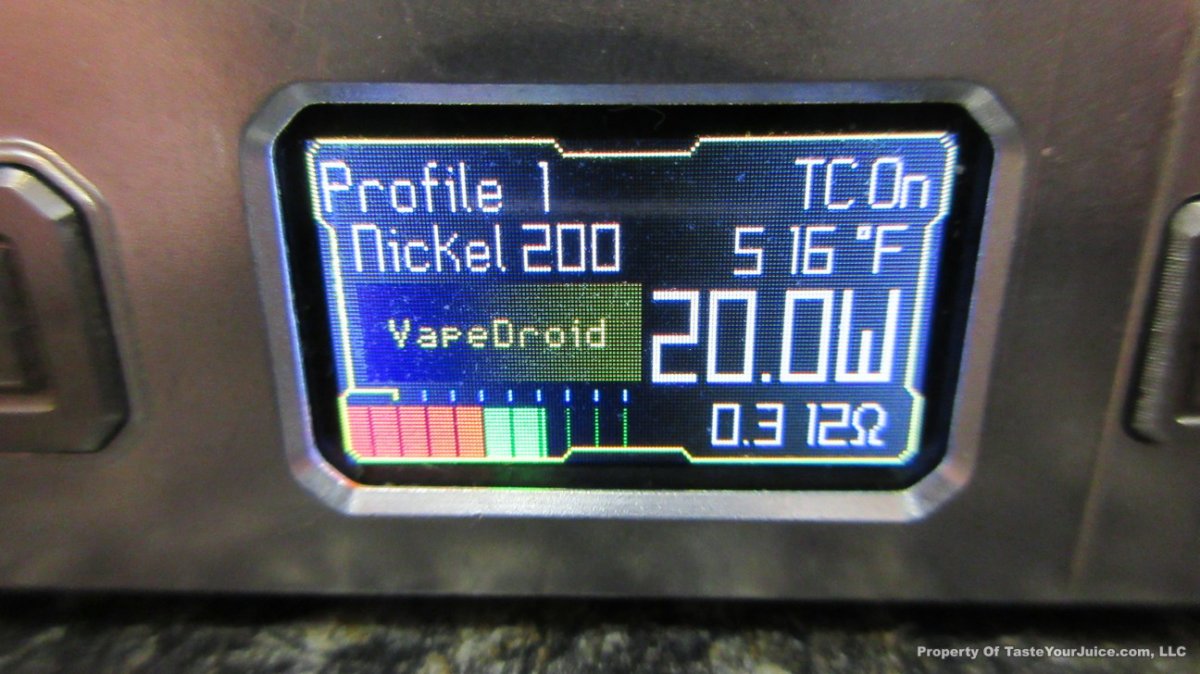 Profile 1 TC On
Nickel 200 516 °F
VapeDroid 20.0W
0.312Ω
Property Of TasteYourJuice.com, LLC